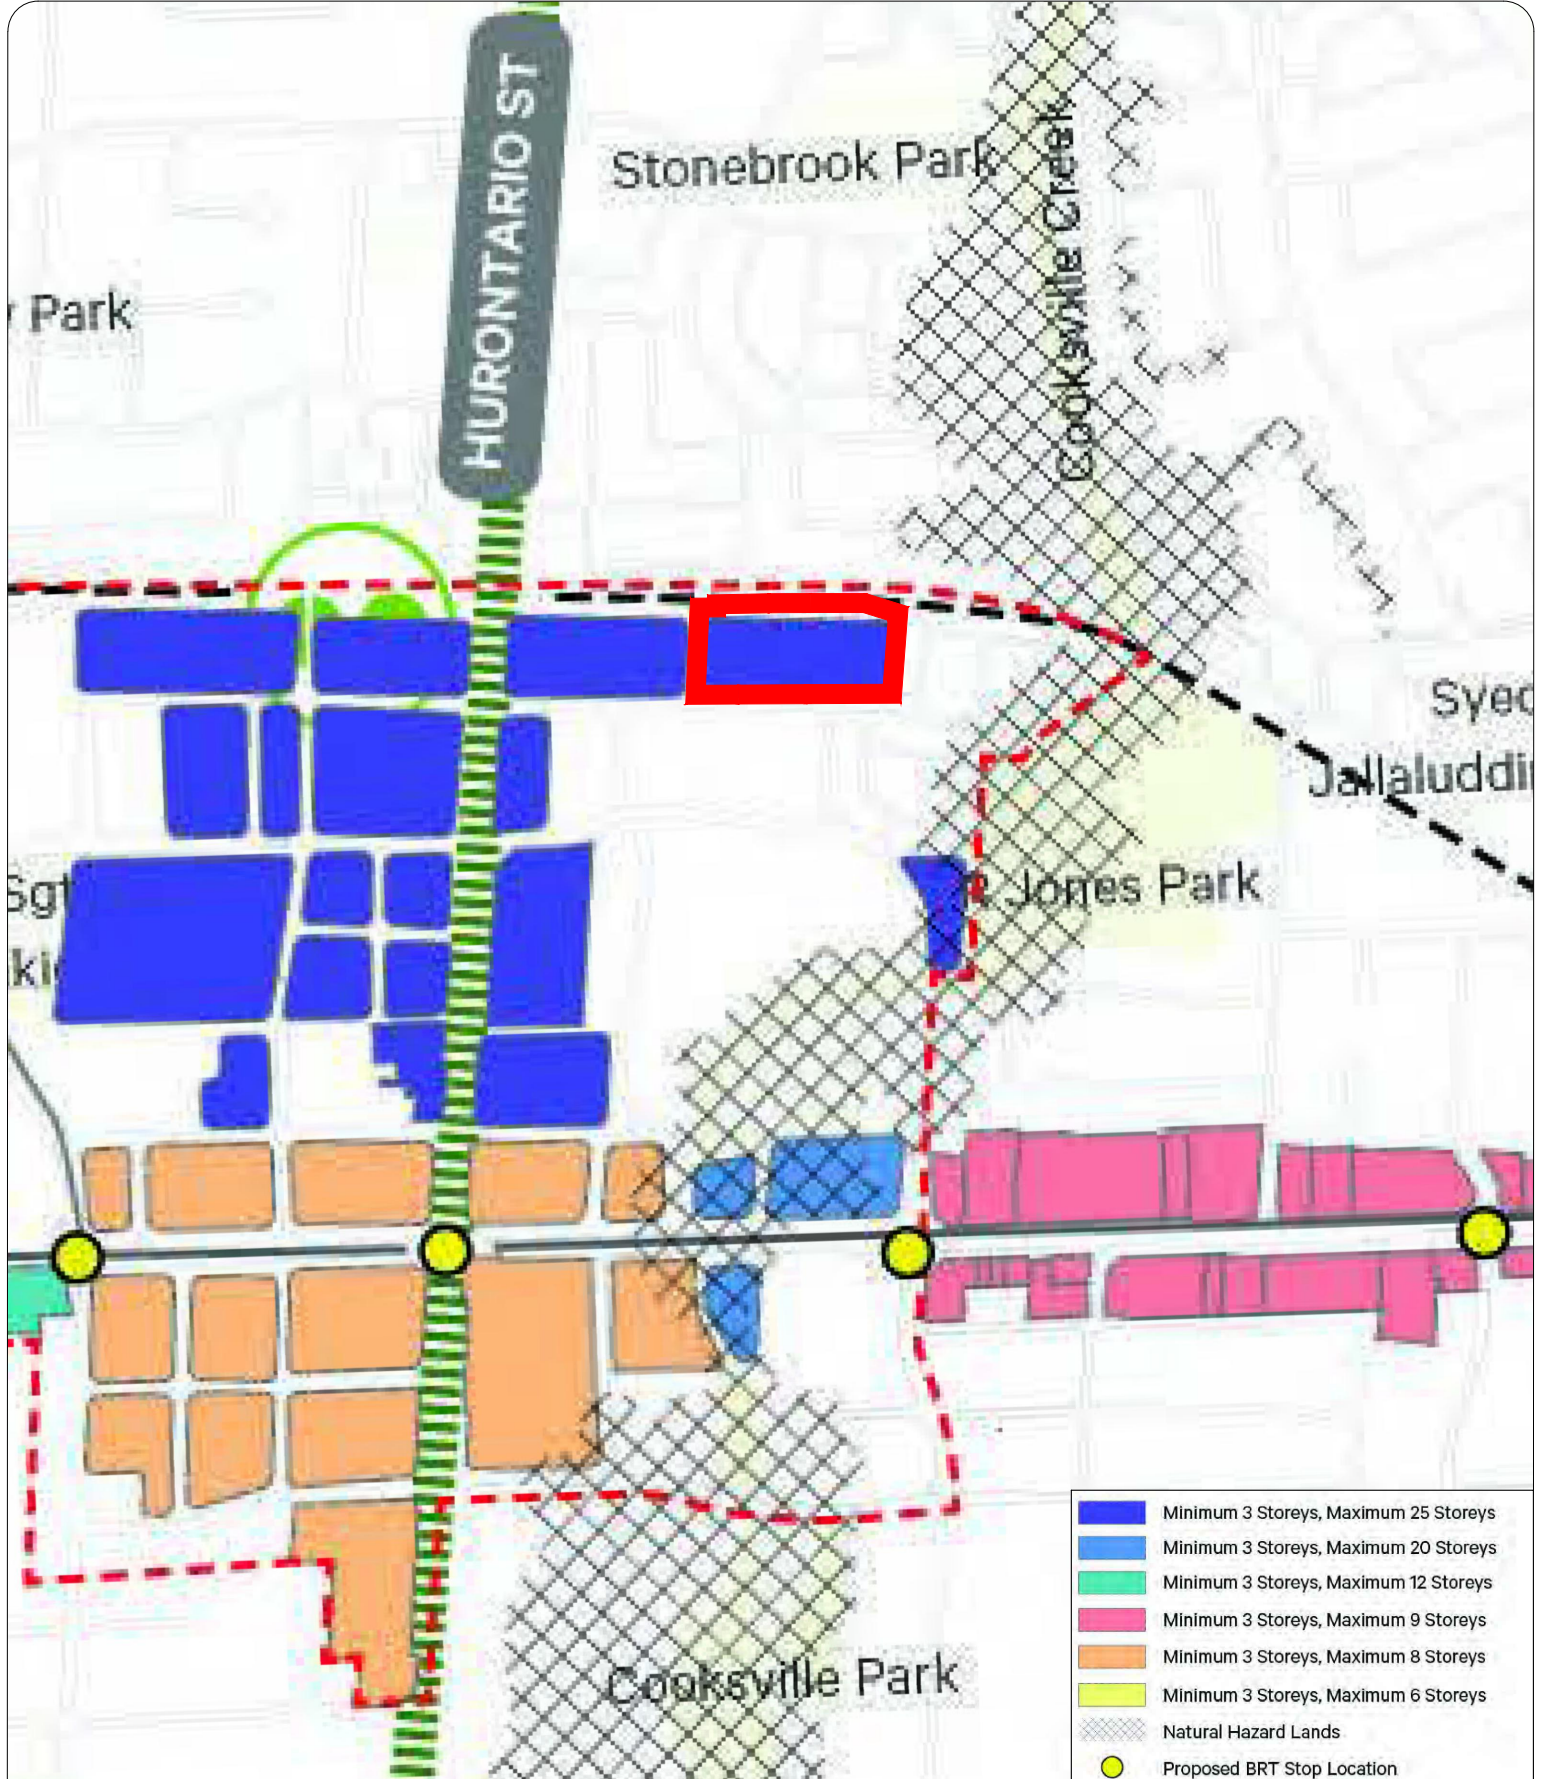 HURONTARIO ST
Stonebrook Park
Cooksville Creek
r Park
Syed
Jallaluddin
Sgt
Jones Park
Cooksville Park
Minimum 3 Storeys, Maximum 25 Storeys
Minimum 3 Storeys, Maximum 20 Storeys
Minimum 3 Storeys, Maximum 12 Storeys
Minimum 3 Storeys, Maximum 9 Storeys
Minimum 3 Storeys, Maximum 8 Storeys
Minimum 3 Storeys, Maximum 6 Storeys
Natural Hazard Lands
Proposed BRT Stop Location